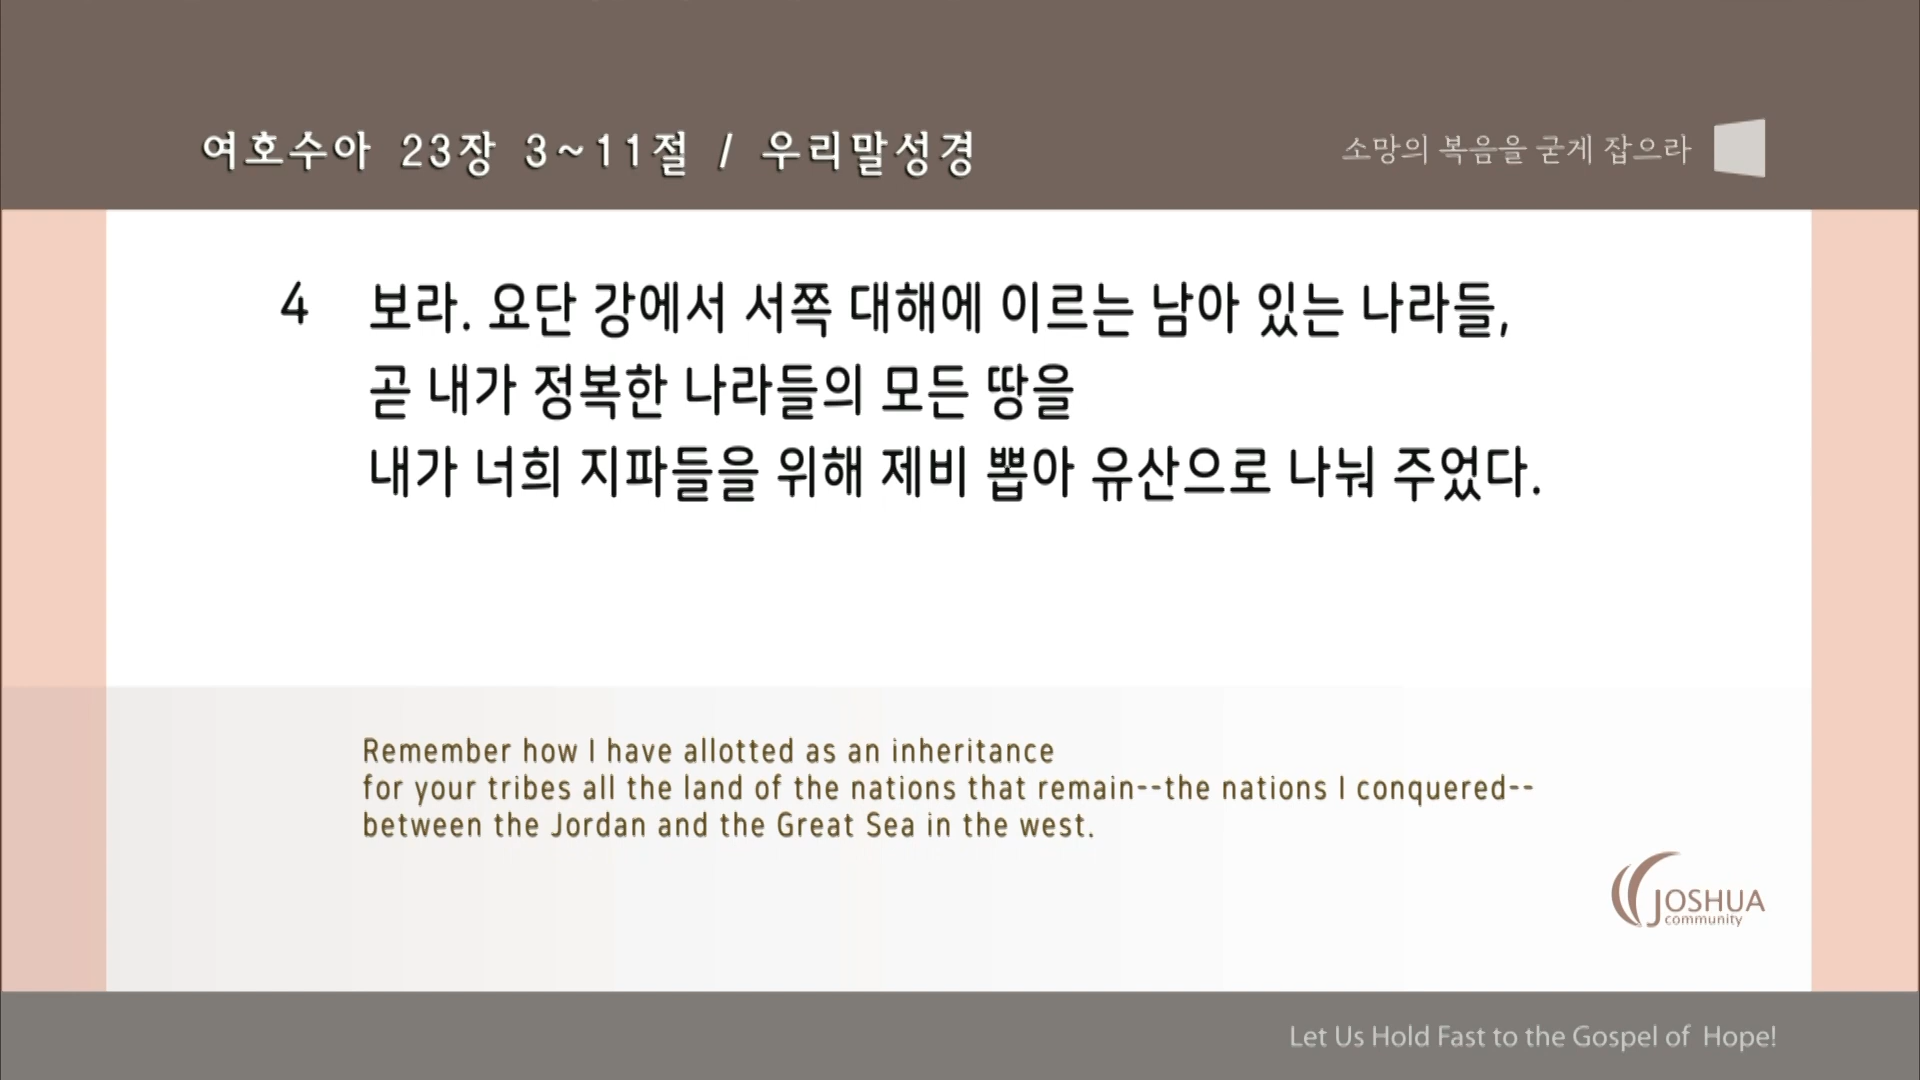 여호수아 23장 3~11절 / 우리말성경
소망의 복음을 굳게 잡으라
4 보라. 요단 강에서 서쪽 대해에 이르는 남아 있는 나라들,
곧 내가 정복한 나라들의 모든 땅을
내가 너희 지파들을 위해 제비 뽑아 유산으로 나눠 주었다.
Remember how I have allotted as an inheritance
for your tribes all the land of the nations that remain--the nations I conquered--
between the Jordan and the Great Sea in the west.
JOSHUA
community
Let Us Hold Fast to the Gospel of Hope!